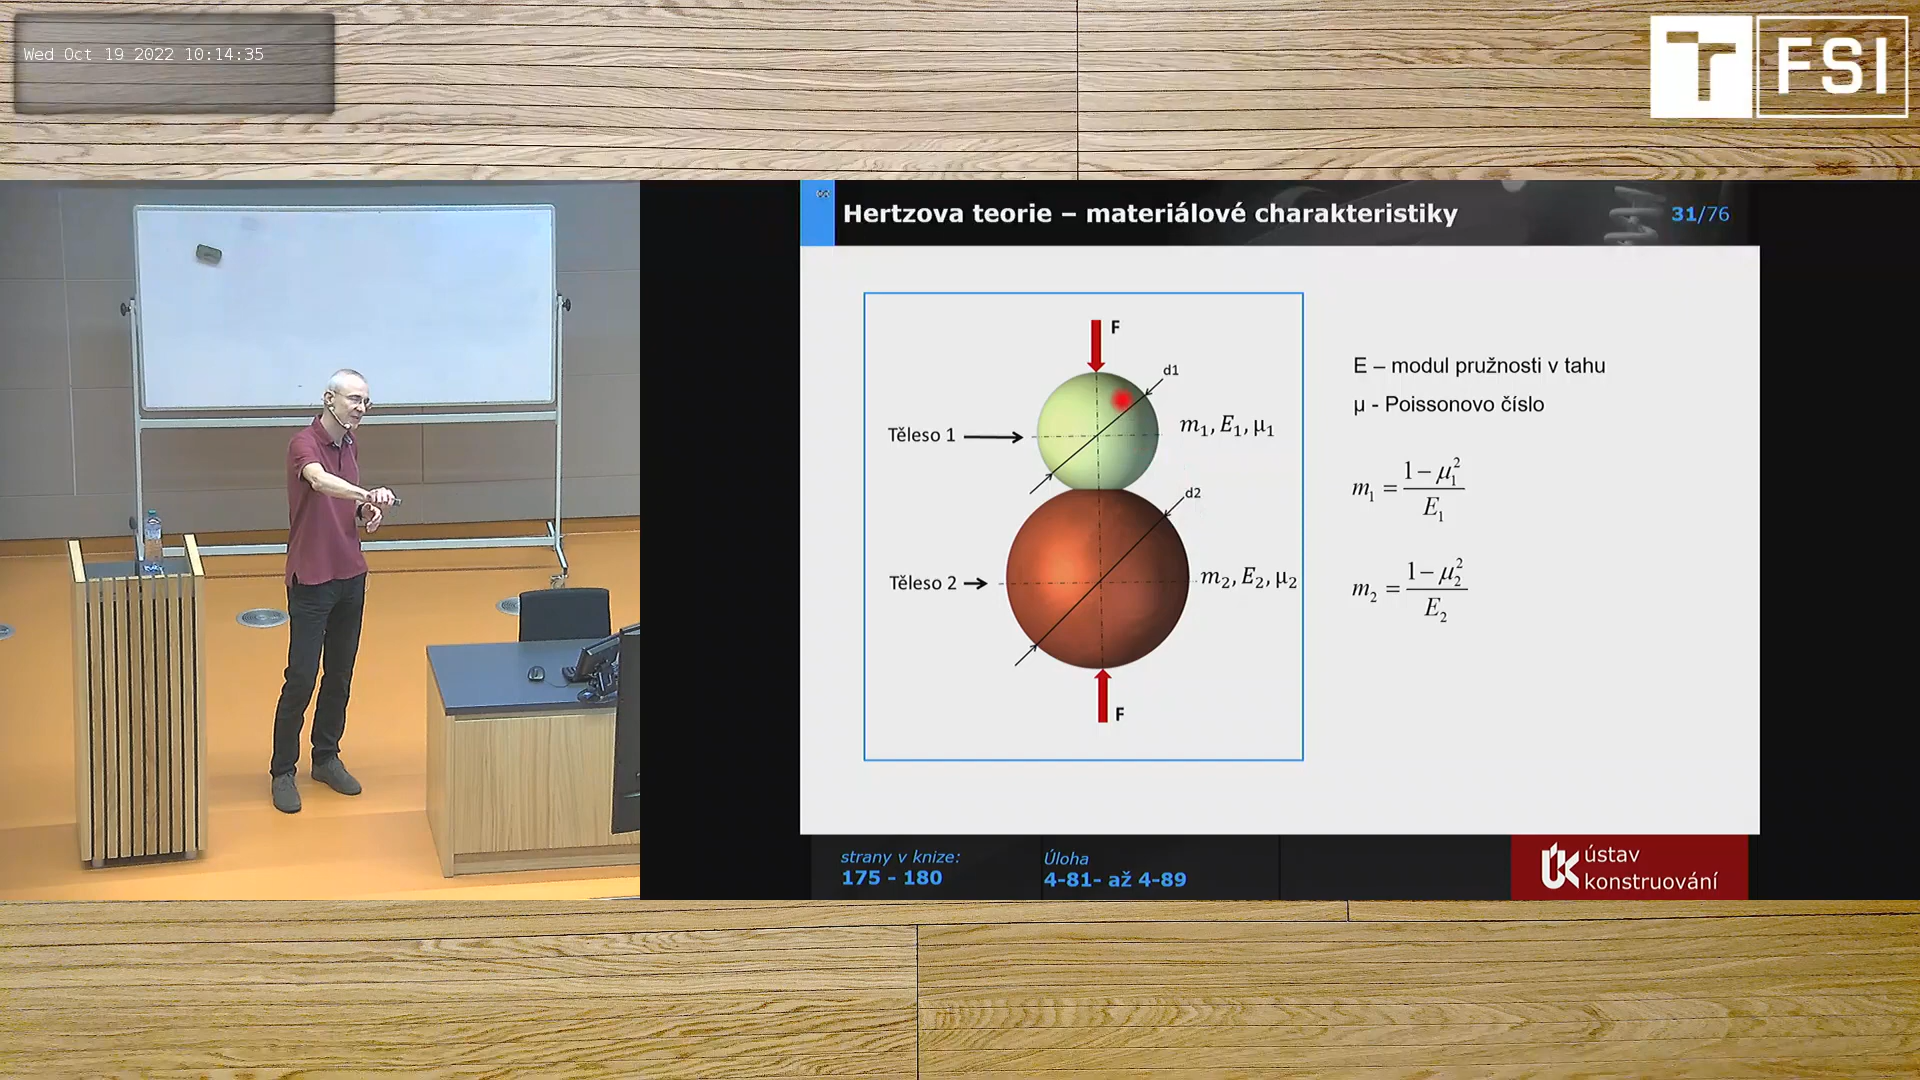 Wed Oct 19 2022 10:14:35
T FSI
Hertzova teorie – materiálové charakteristiky
31/76
F
d1
Těleso 1
m₁, E₁, μ₁
d2
Těleso 2
m₂, E₂, μ₂
F
E – modul pružnosti v tahu
μ - Poissonovo číslo
m₁ = (1 − μ₁²) / E₁
m₂ = (1 − μ₂²) / E₂
strany v knize:
175 - 180
Úloha
4-81- až 4-89
ÚK ústav
konstruování